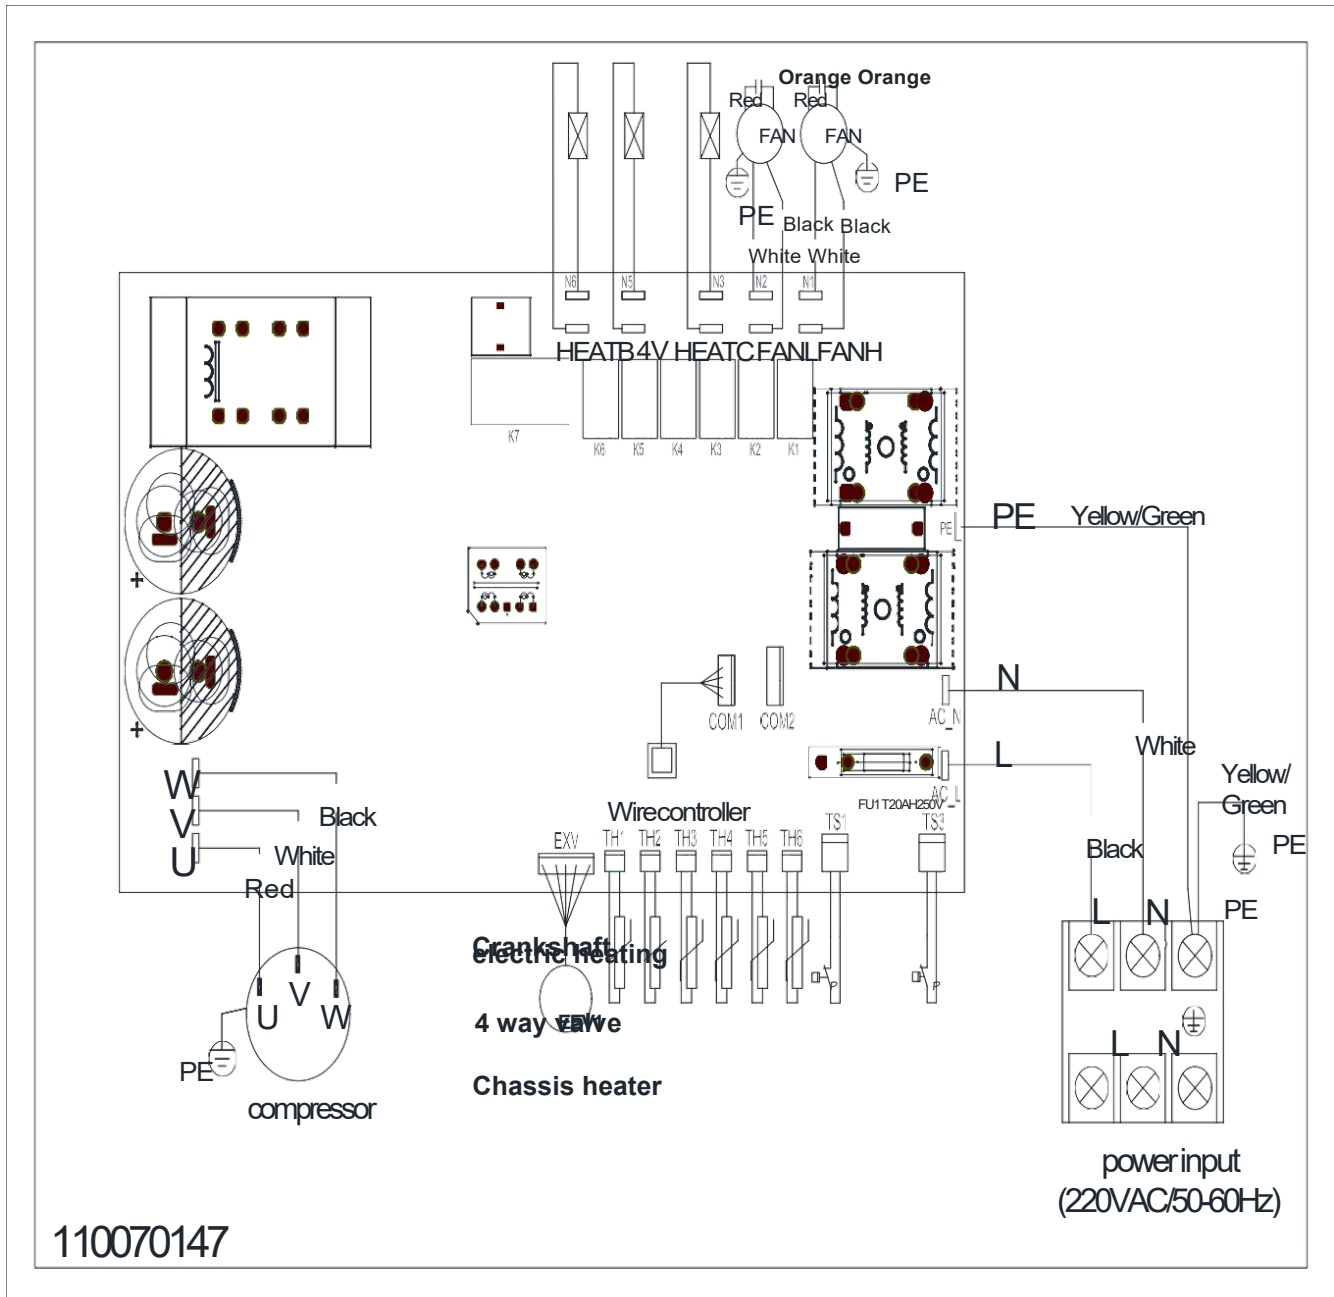 Orange Orange
Red Red
FAN FAN
PE
PE
Black Black
White White
N6 N5 N3 N2 N1
HEATB 4V HEATC FANL FANH
K7 K6 K5 K4 K3 K2 K1
PE PE Yellow/Green
+
N
COM1 COM2 AC_N
+
White
L
Yellow/
Green
W
AC_L
FU1 T20AH250V
Wirecontroller
V Black
EXV TH1 TH2 TH3 TH4 TH5 TH6 TS1 TS3
U White
Black
PE
Red
L N PE
Crankshaft
electric heating
P P
V
U W
4 way valve
L N
PE
Chassis heater
compressor
power input
(220VAC/50-60Hz)
110070147